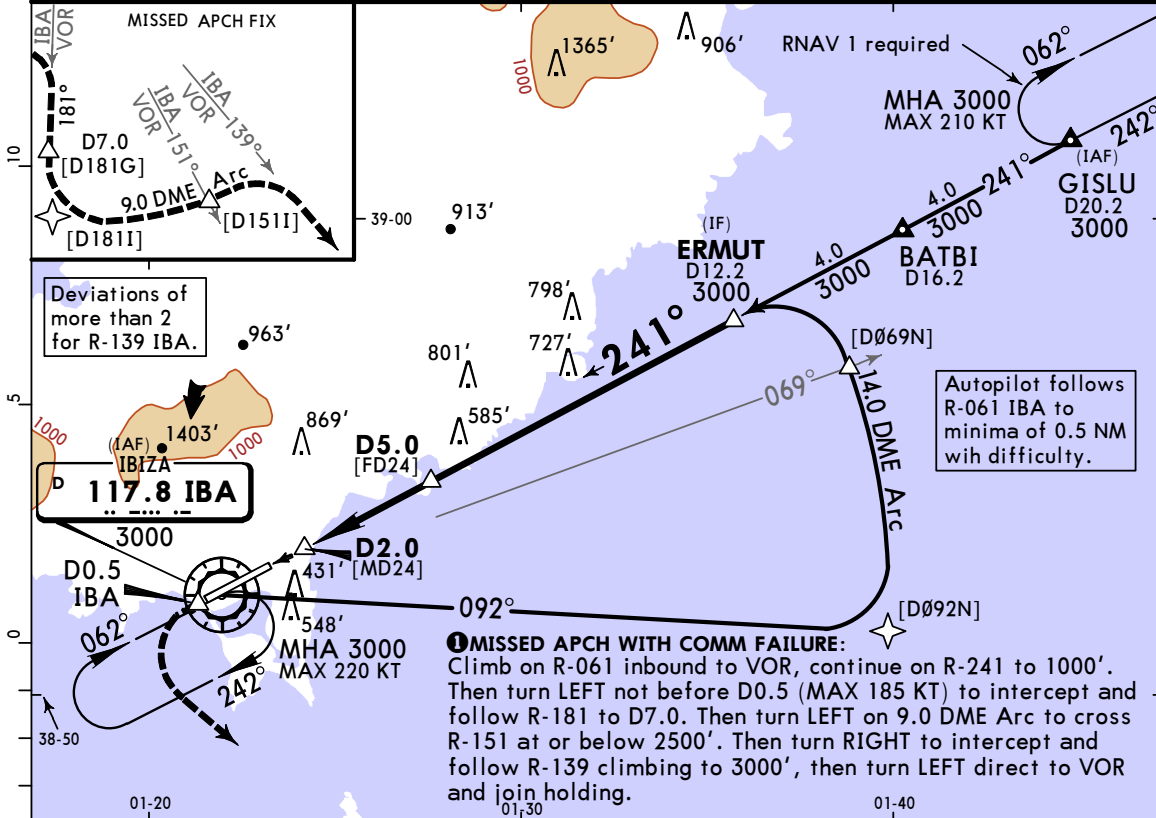 MISSED APCH FIX
IBA
VOR
181°
D7.0
[D181G]
IBA
VOR
151°
IBA
VOR
139°
9.0 DME Arc
[D181I]
[D151I]
10
5
0
39-00
38-50
01-20
01-30
01-40
1000
1365'
906'
RNAV 1 required
062°
MHA 3000
MAX 210 KT
242°
(IAF)
GISLU
D20.2
3000
241°
4.0
3000
BATBI
D16.2
4.0
3000
(IF)
ERMUT
D12.2
3000
913'
Deviations of
more than 2
for R-139 IBA.
963'
798'
727'
801'
585'
869'
241°
[DØ69N]
069°
14.0 DME Arc
Autopilot follows
R-061 IBA to
minima of 0.5 NM
wih difficulty.
1000
1403'
1000
(IAF)
IBIZA
D 117.8 IBA
3000
D5.0
[FD24]
D2.0
[MD24]
D0.5
IBA
431'
548'
062°
242°
MHA 3000
MAX 220 KT
092°
[DØ92N]
❶MISSED APCH WITH COMM FAILURE:
Climb on R-061 inbound to VOR, continue on R-241 to 1000'.
Then turn LEFT not before D0.5 (MAX 185 KT) to intercept and
follow R-181 to D7.0. Then turn LEFT on 9.0 DME Arc to cross
R-151 at or below 2500'. Then turn RIGHT to intercept and
follow R-139 climbing to 3000', then turn LEFT direct to VOR
and join holding.